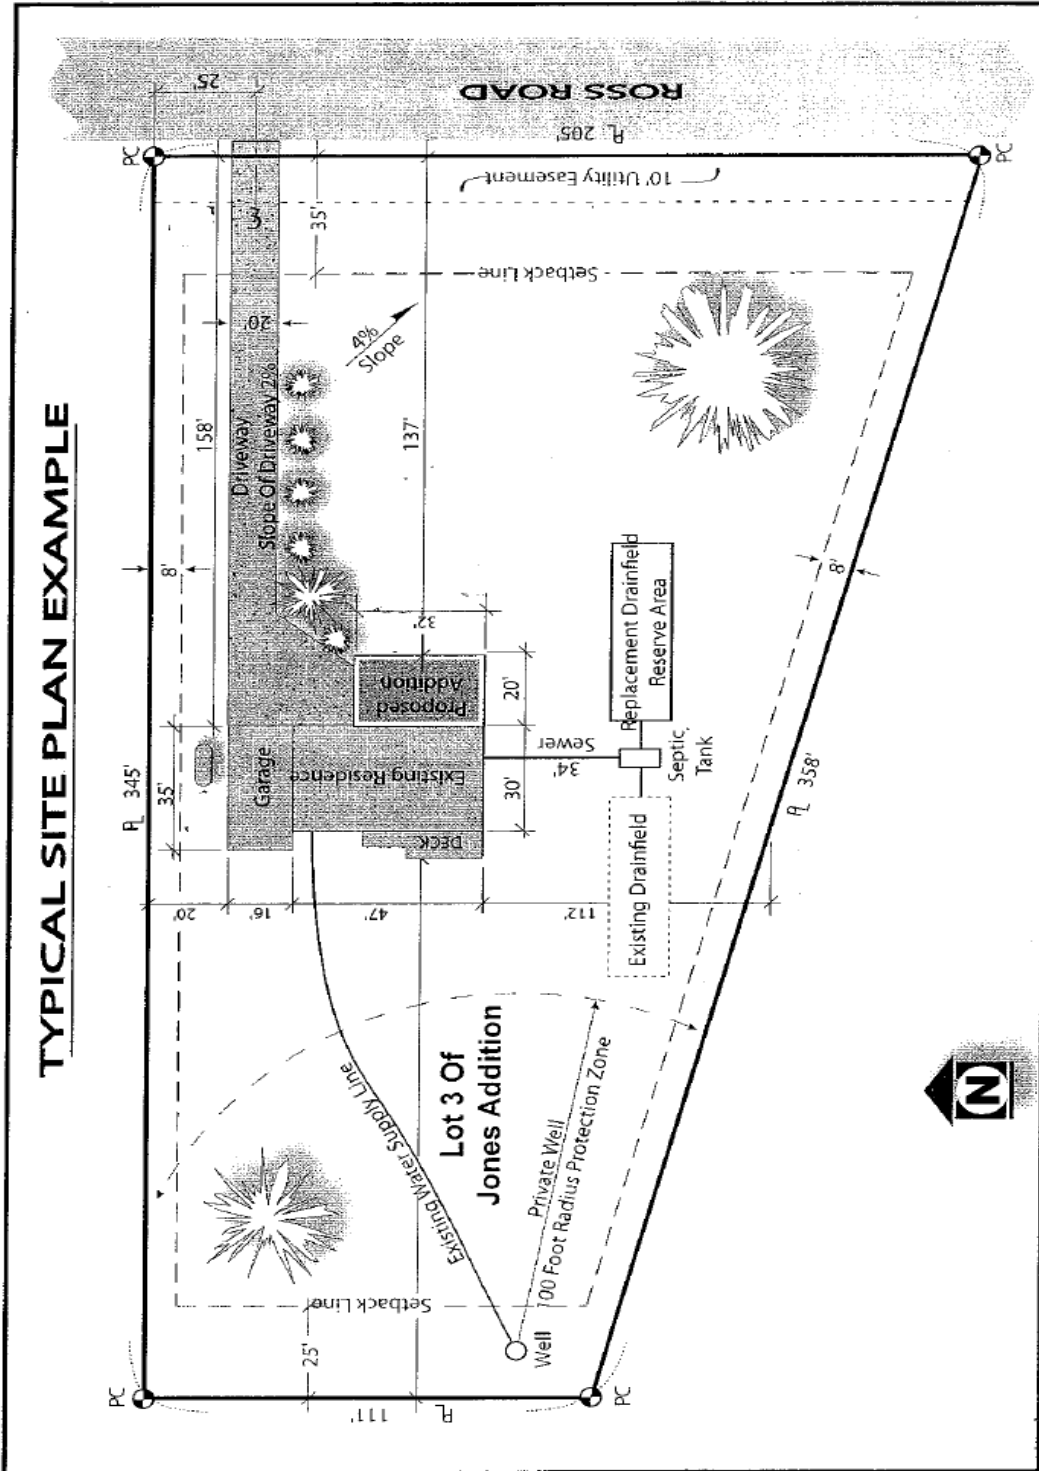 TYPICAL SITE PLAN EXAMPLE
PC
℄ 345'
PC
35'
158'
25'
8'
20'
Garage
Driveway
Slope Of Driveway 2%
℄
20'
16'
35'
ROSS ROAD
℄ 205'
10' Utility Easement
4%
Slope
137'
Setback Line
Existing Residence
Proposed
Addition
32'
DECK
47'
30'
20'
Sewer
34'
Septic
Tank
Replacement Drainfield
Reserve Area
Existing Drainfield
112'
8'
℄ 358'
Existing Water Supply Line
Lot 3 Of
Jones Addition
Private Well
100 Foot Radius Protection Zone
Well
Setback Line
25'
111'
℄
PC
PC
N